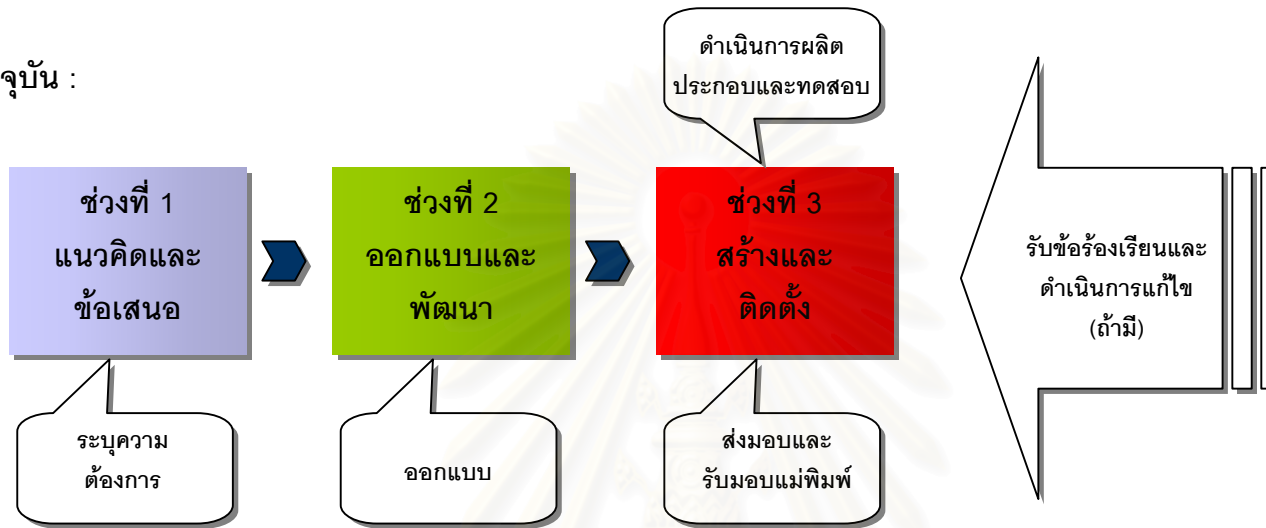 จุบัน :
ดำเนินการผลิต
ประกอบและทดสอบ
ช่วงที่ 1
แนวคิดและ
ข้อเสนอ
ช่วงที่ 2
ออกแบบและ
พัฒนา
ช่วงที่ 3
สร้างและ
ติดตั้ง
รับข้อร้องเรียนและ
ดำเนินการแก้ไข
(ถ้ามี)
ระบุความ
ต้องการ
ออกแบบ
ส่งมอบและ
รับมอบแม่พิมพ์